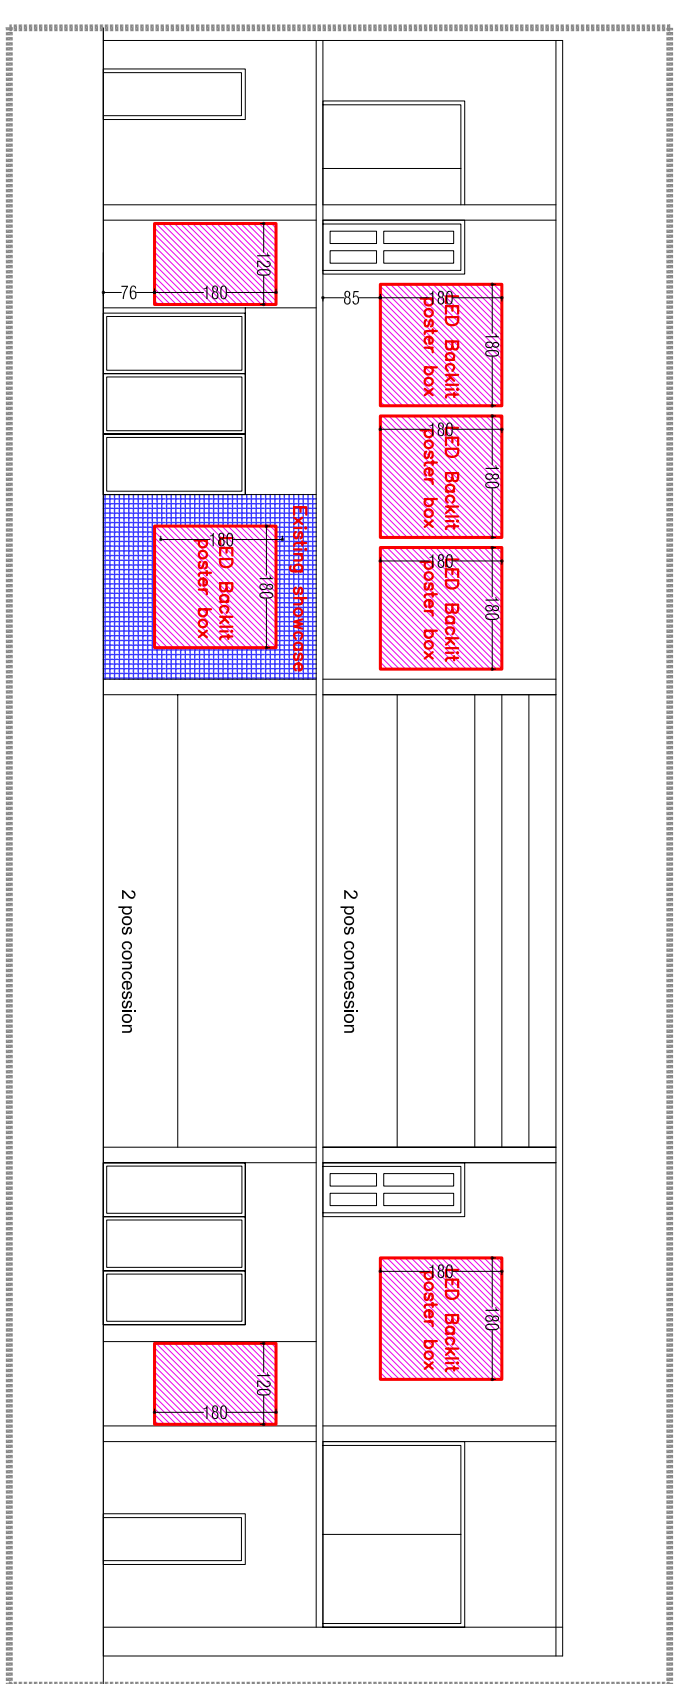 120
76
180
85
180
180
LED Backlit
poster box
180
180
LED Backlit
poster box
180
180
LED Backlit
poster box
Existing showcase
180
180
LED Backlit
poster box
2 pos concession
2 pos concession
180
180
LED Backlit
poster box
120
180